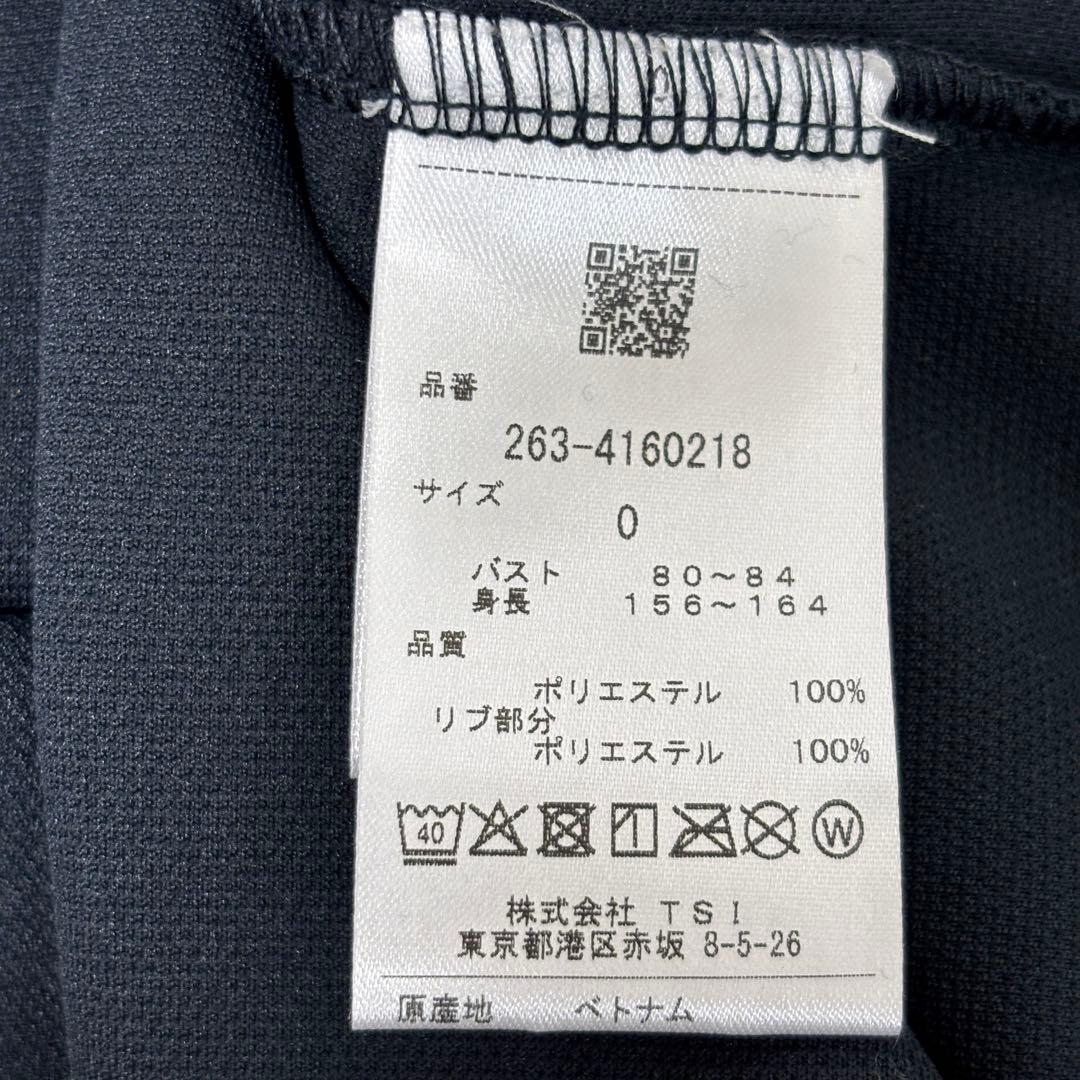 品番
263-4160218
サイズ
0
バスト 80～84
身長 156～164
品質
ポリエステル 100%
リブ部分
ポリエステル 100%
40 W
株式会社 TSI
東京都港区赤坂 8-5-26
原産地 ベトナム